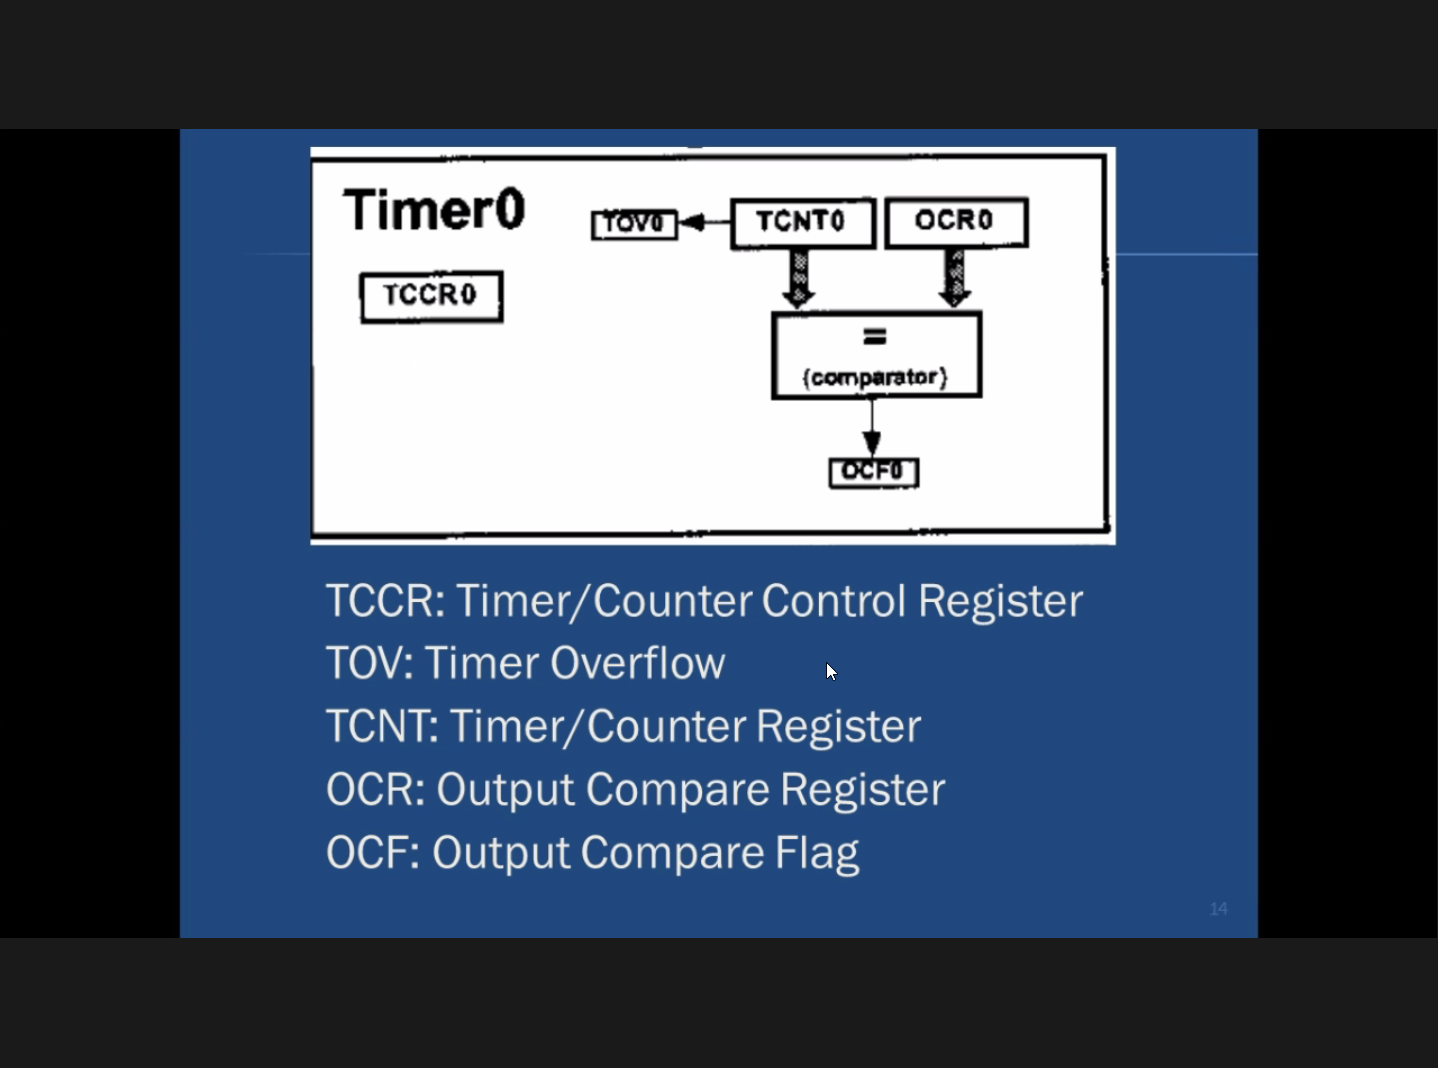 Timer0
TOV0
TCNT0
OCR0
TCCR0
=
(comparator)
OCF0
TCCR: Timer/Counter Control Register
TOV: Timer Overflow
TCNT: Timer/Counter Register
OCR: Output Compare Register
OCF: Output Compare Flag
14